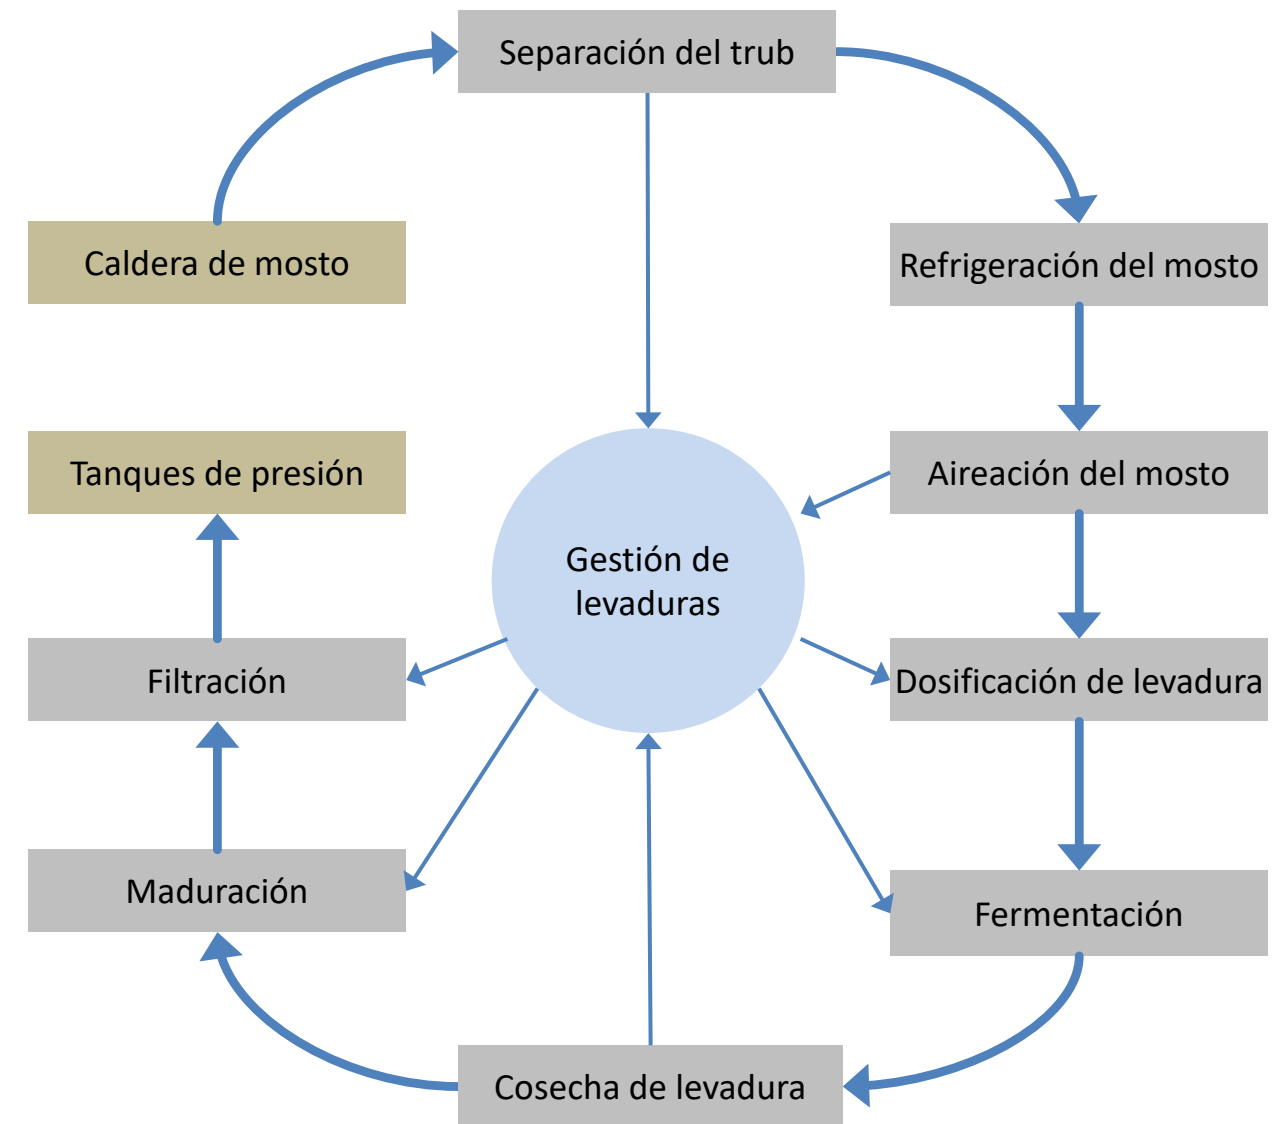 Separación del trub
Caldera de mosto
Refrigeración del mosto
Tanques de presión
Aireación del mosto
Gestión de
levaduras
Filtración
Dosificación de levadura
Maduración
Fermentación
Cosecha de levadura